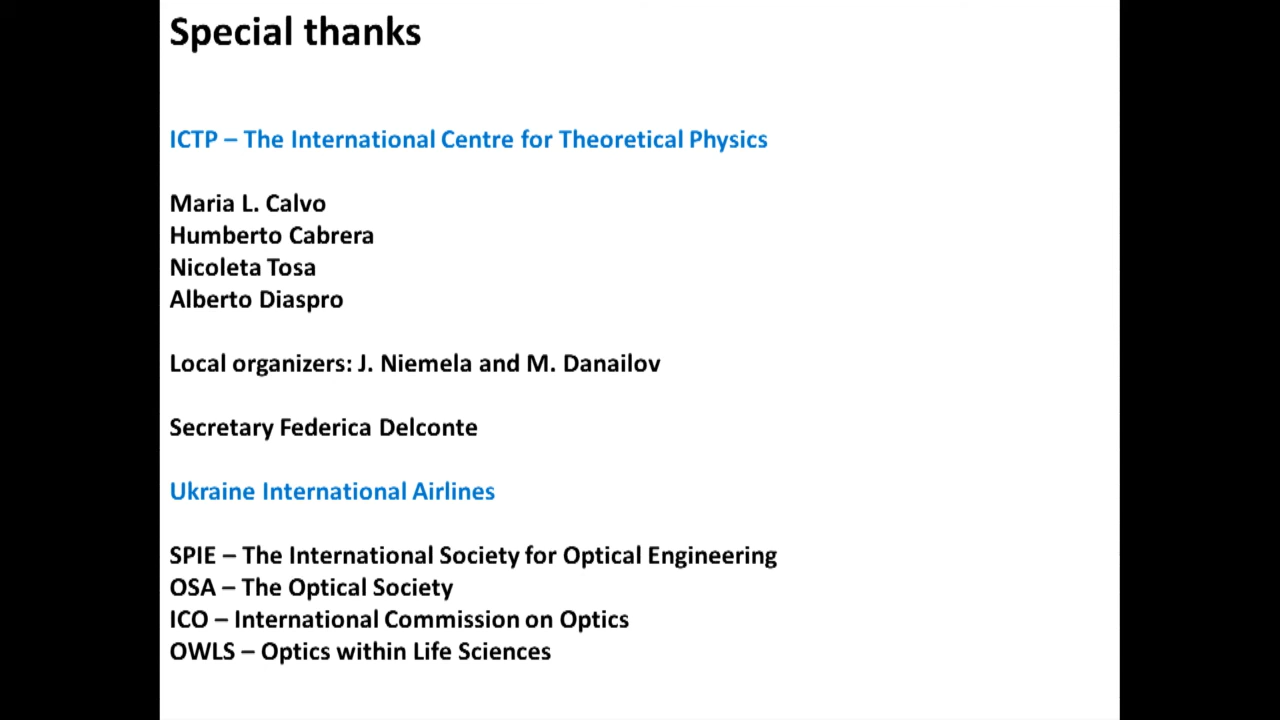 Special thanks
ICTP – The International Centre for Theoretical Physics
Maria L. Calvo
Humberto Cabrera
Nicoleta Tosa
Alberto Diaspro
Local organizers: J. Niemela and M. Danailov
Secretary Federica Delconte
Ukraine International Airlines
SPIE – The International Society for Optical Engineering
OSA – The Optical Society
ICO – International Commission on Optics
OWLS – Optics within Life Sciences